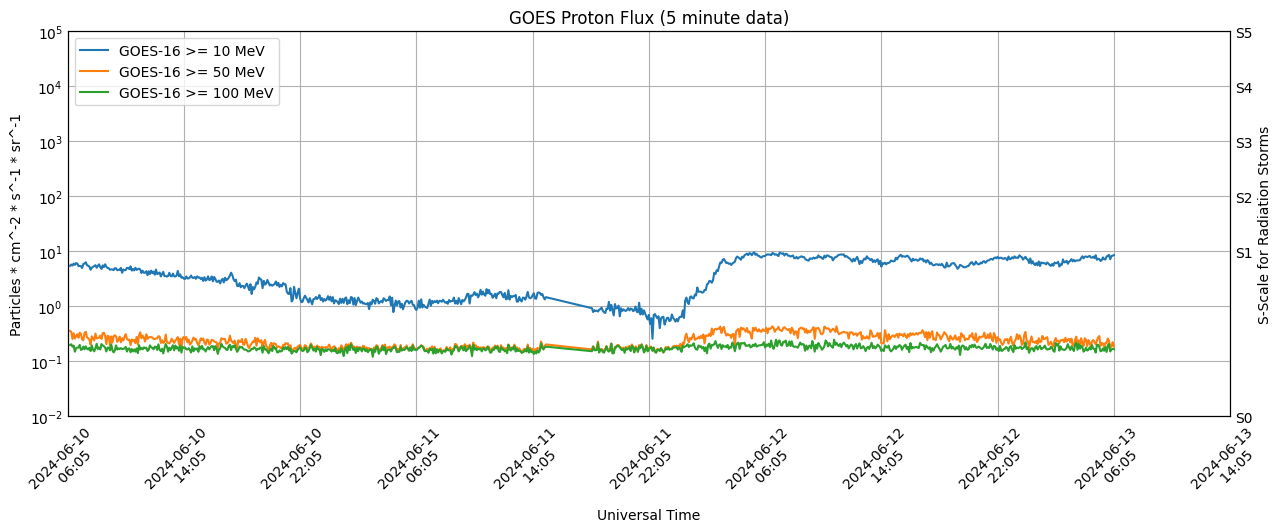 GOES Proton Flux (5 minute data)
GOES-16 >= 10 MeV
GOES-16 >= 50 MeV
GOES-16 >= 100 MeV
Particles * cm^-2 * s^-1 * sr^-1
10^5
10^4
10^3
10^2
10^1
10^0
10^-1
10^-2
S5
S4
S3
S2
S1
S0
S-Scale for Radiation Storms
2024-06-10
06:05
2024-06-10
14:05
2024-06-10
22:05
2024-06-11
06:05
2024-06-11
14:05
2024-06-11
22:05
2024-06-12
06:05
2024-06-12
14:05
2024-06-12
22:05
2024-06-13
06:05
2024-06-13
14:05
Universal Time